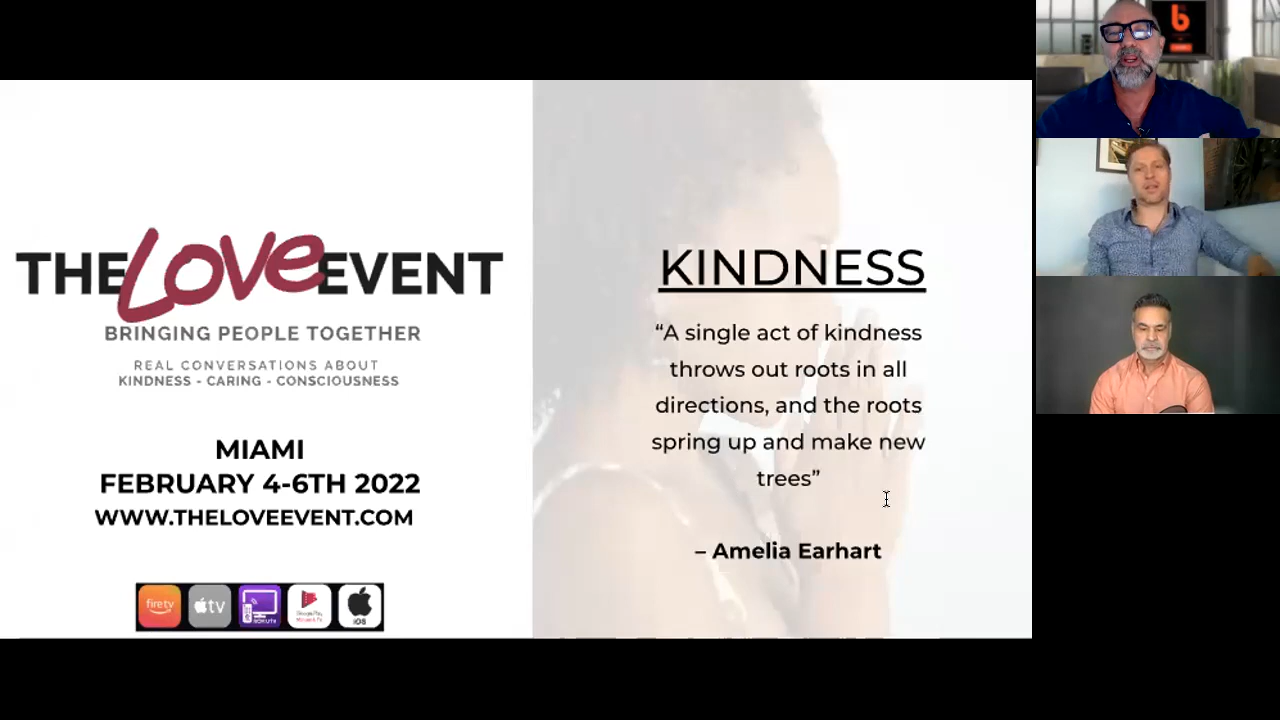 THE Love EVENT
BRINGING PEOPLE TOGETHER
REAL CONVERSATIONS ABOUT
KINDNESS - CARING - CONSCIOUSNESS
MIAMI
FEBRUARY 4-6TH 2022
WWW.THELOVEEVENT.COM
firetv
tv
iOS
KINDNESS
“A single act of kindness
throws out roots in all
directions, and the roots
spring up and make new
trees”
– Amelia Earhart
b